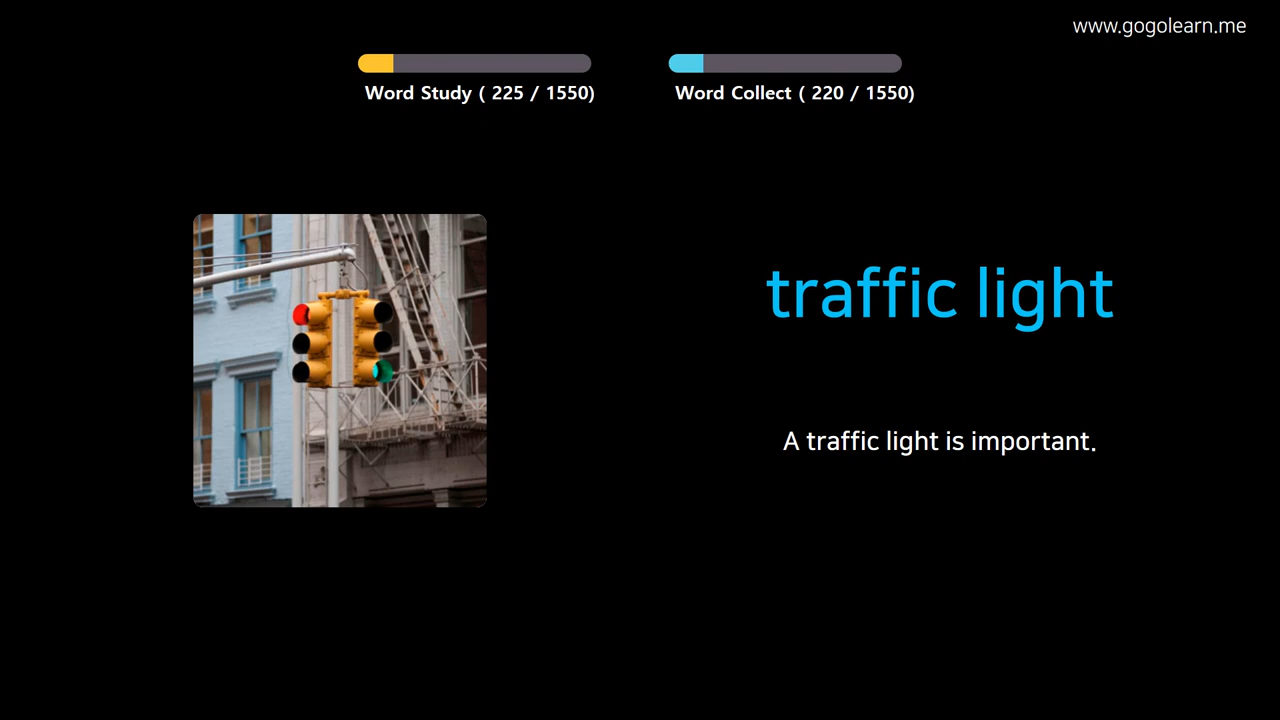 www.gogolearn.me
Word Study ( 225 / 1550)
Word Collect ( 220 / 1550)
traffic light
A traffic light is important.